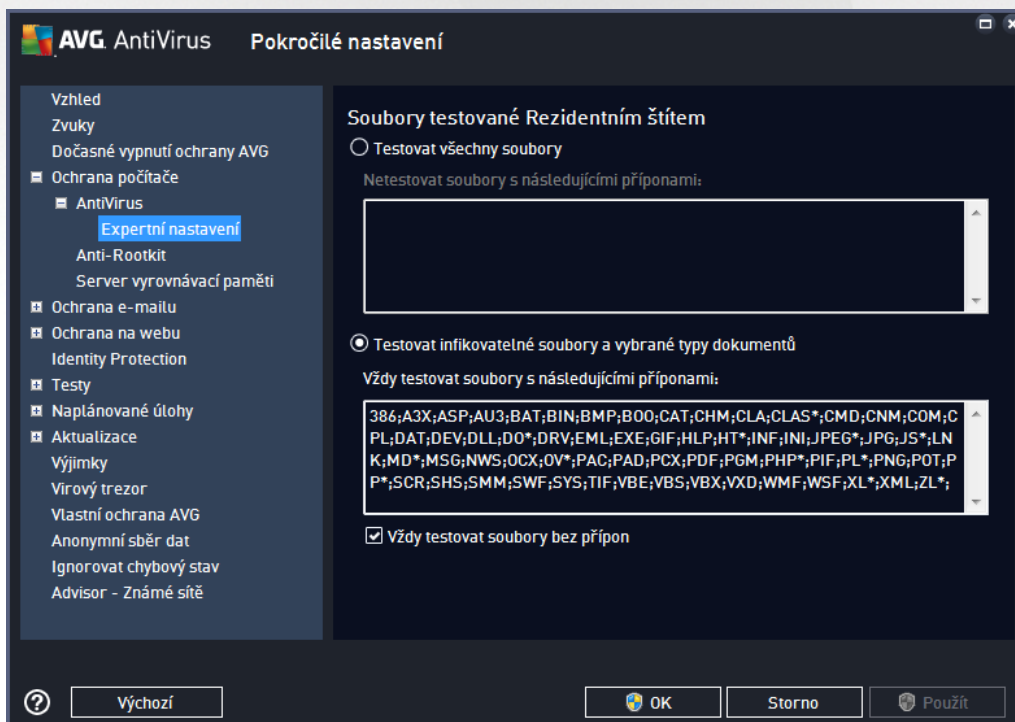 AVG AntiVirus Pokročilé nastavení
Vzhled
Zvuky
Dočasné vypnutí ochrany AVG
Ochrana počítače
AntiVirus
Expertní nastavení
Anti-Rootkit
Server vyrovnávací paměti
Ochrana e-mailu
Ochrana na webu
Identity Protection
Testy
Naplánované úlohy
Aktualizace
Výjimky
Virový trezor
Vlastní ochrana AVG
Anonymní sběr dat
Ignorovat chybový stav
Advisor - Známé sítě
Soubory testované Rezidentním štítem
Testovat všechny soubory
Netestovat soubory s následujícími příponami:
Testovat infikovatelné soubory a vybrané typy dokumentů
Vždy testovat soubory s následujícími příponami:
386;A3X;ASP;AU3;BAT;BIN;BMP;BOO;CAT;CHM;CLA;CLAS*;CMD;CNM;COM;C
PL;DAT;DEV;DLL;DO*;DRV;EML;EXE;GIF;HLP;HT*;INF;INI;JPEG*;JPG;JS*;LN
K;MD*;MSG;NWS;OCX;OV*;PAC;PAD;PCX;PDF;PGM;PHP*;PIF;PL*;PNG;POT;P
P*;SCR;SHS;SMM;SWF;SYS;TIF;VBE;VBS;VBX;VXD;WMF;WSF;XL*;XML;ZL*;
Vždy testovat soubory bez přípon
Výchozí
OK
Storno
Použít